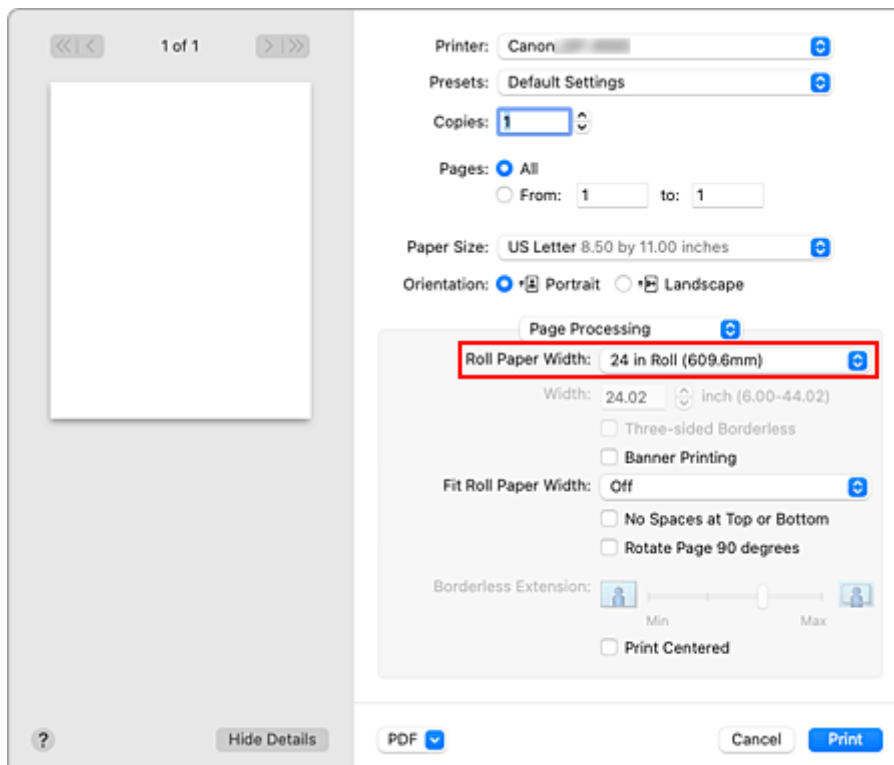 1 of 1
Printer: Canon
Presets: Default Settings
Copies: 1
Pages: All
From: 1 to: 1
Paper Size: US Letter 8.50 by 11.00 inches
Orientation: Portrait Landscape
Page Processing
Roll Paper Width: 24 in Roll (609.6mm)
Width: 24.02 inch (6.00-44.02)
Three-sided Borderless
Banner Printing
Fit Roll Paper Width: Off
No Spaces at Top or Bottom
Rotate Page 90 degrees
Borderless Extension:
Min Max
Print Centered
? Hide Details PDF Cancel Print